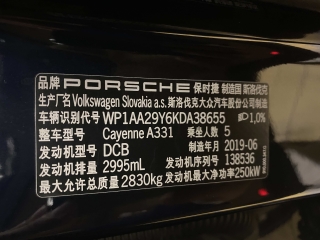 品牌 PORSCHE 保时捷 制造国 斯洛伐克
生产厂名 Volkswagen Slovakia a.s. 斯洛伐克大众汽车股份公司制造
车辆识别代号 WP1AA29Y6KDA38655 1,0%
整车型号 Cayenne A331 乘坐人数 5
发动机型号 DCB 制造年月 2019-06
发动机排量 2995mL 发动机序列号 138536
最大允许总质量 2830kg 发动机最大净功率 250kW